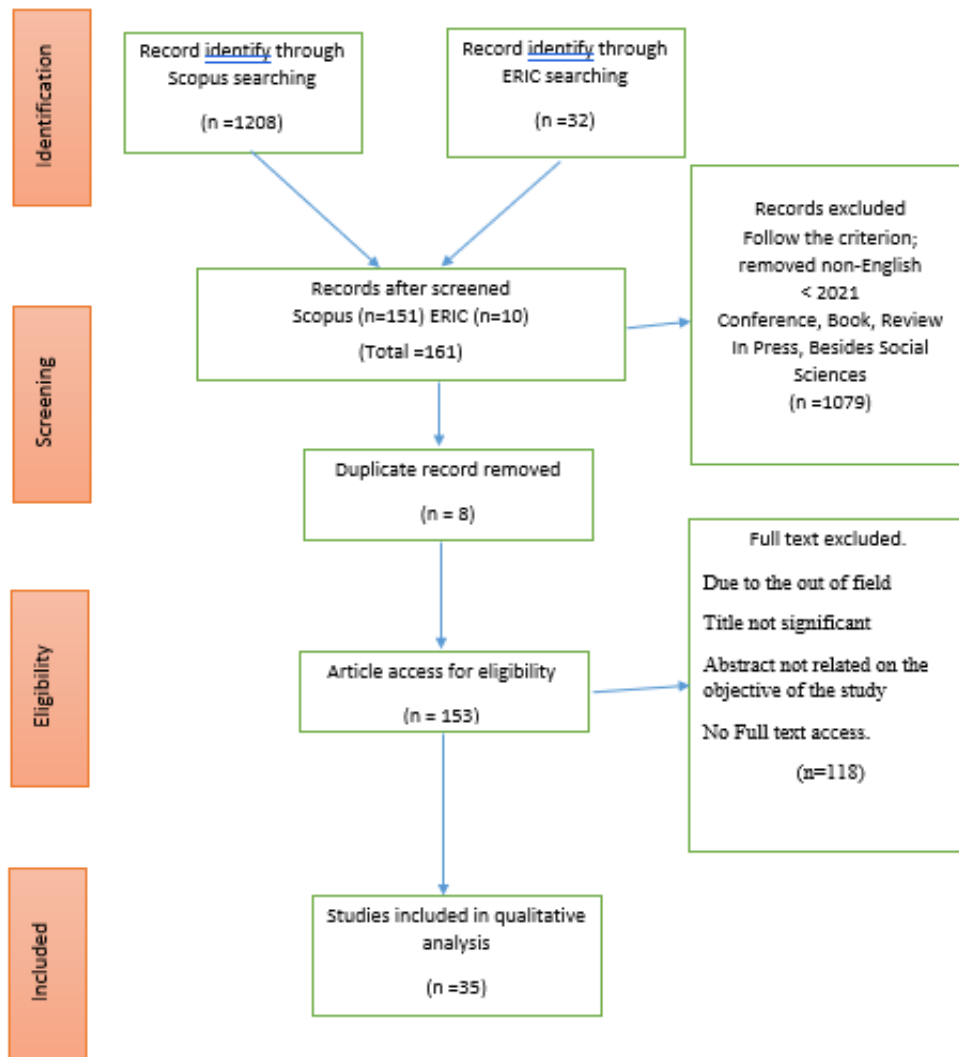 Identification
Record identify through
Scopus searching
(n =1208)
Record identify through
ERIC searching
(n =32)
Records excluded
Follow the criterion;
removed non-English
< 2021
Conference, Book, Review
In Press, Besides Social
Sciences
(n =1079)
Screening
Records after screened
Scopus (n=151) ERIC (n=10)
(Total =161)
Duplicate record removed
(n = 8)
Eligibility
Article access for eligibility
(n = 153)
Full text excluded.
Due to the out of field
Title not significant
Abstract not related on the
objective of the study
No Full text access.
(n=118)
Included
Studies included in qualitative
analysis
(n =35)